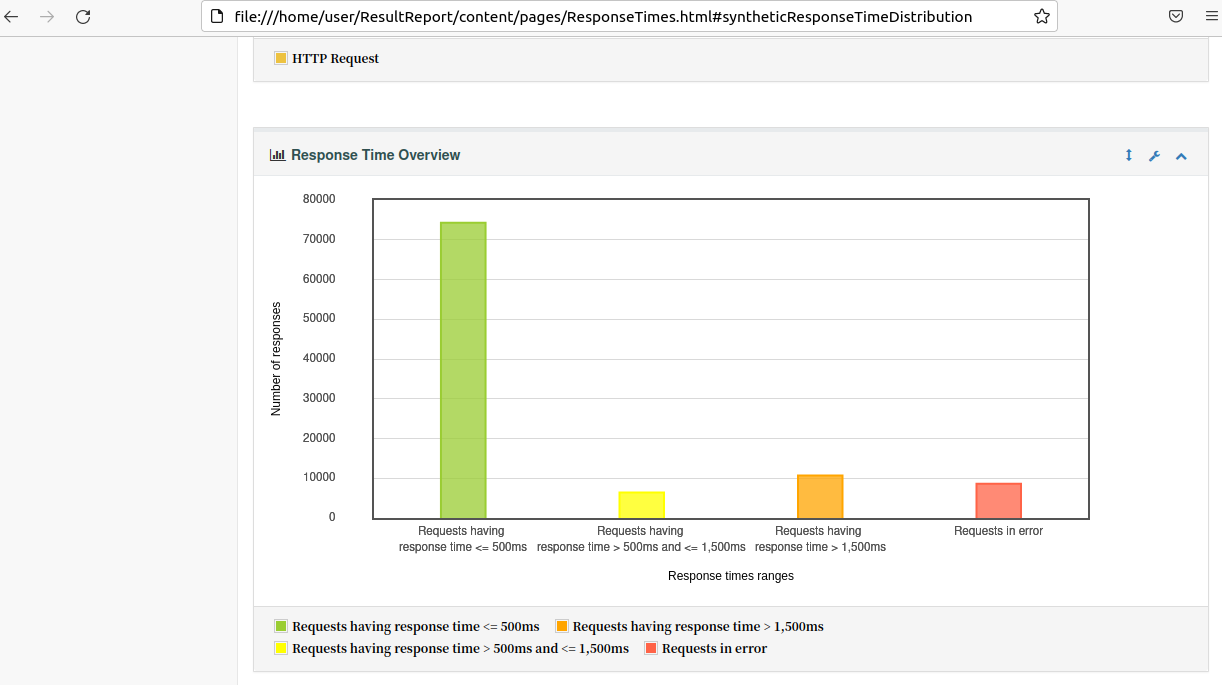 file:///home/user/ResultReport/content/pages/ResponseTimes.html#syntheticResponseTimeDistribution
HTTP Request
Response Time Overview
80000
70000
60000
50000
40000
30000
20000
10000
0
Number of responses
Requests having
response time <= 500ms
Requests having
response time > 500ms and <= 1,500ms
Requests having
response time > 1,500ms
Requests in error
Response times ranges
Requests having response time <= 500ms
Requests having response time > 1,500ms
Requests having response time > 500ms and <= 1,500ms
Requests in error